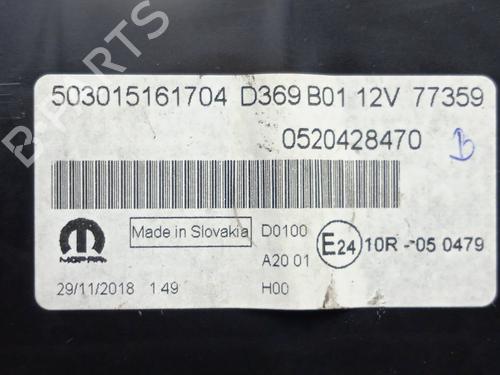 503015161704 D369 B01 12V 77359
0520428470 B
MOPAR
Made in Slovakia
D0100
A20 01
H00
E24 10R - 05 0479
29/11/2018 1 49
B PARTS